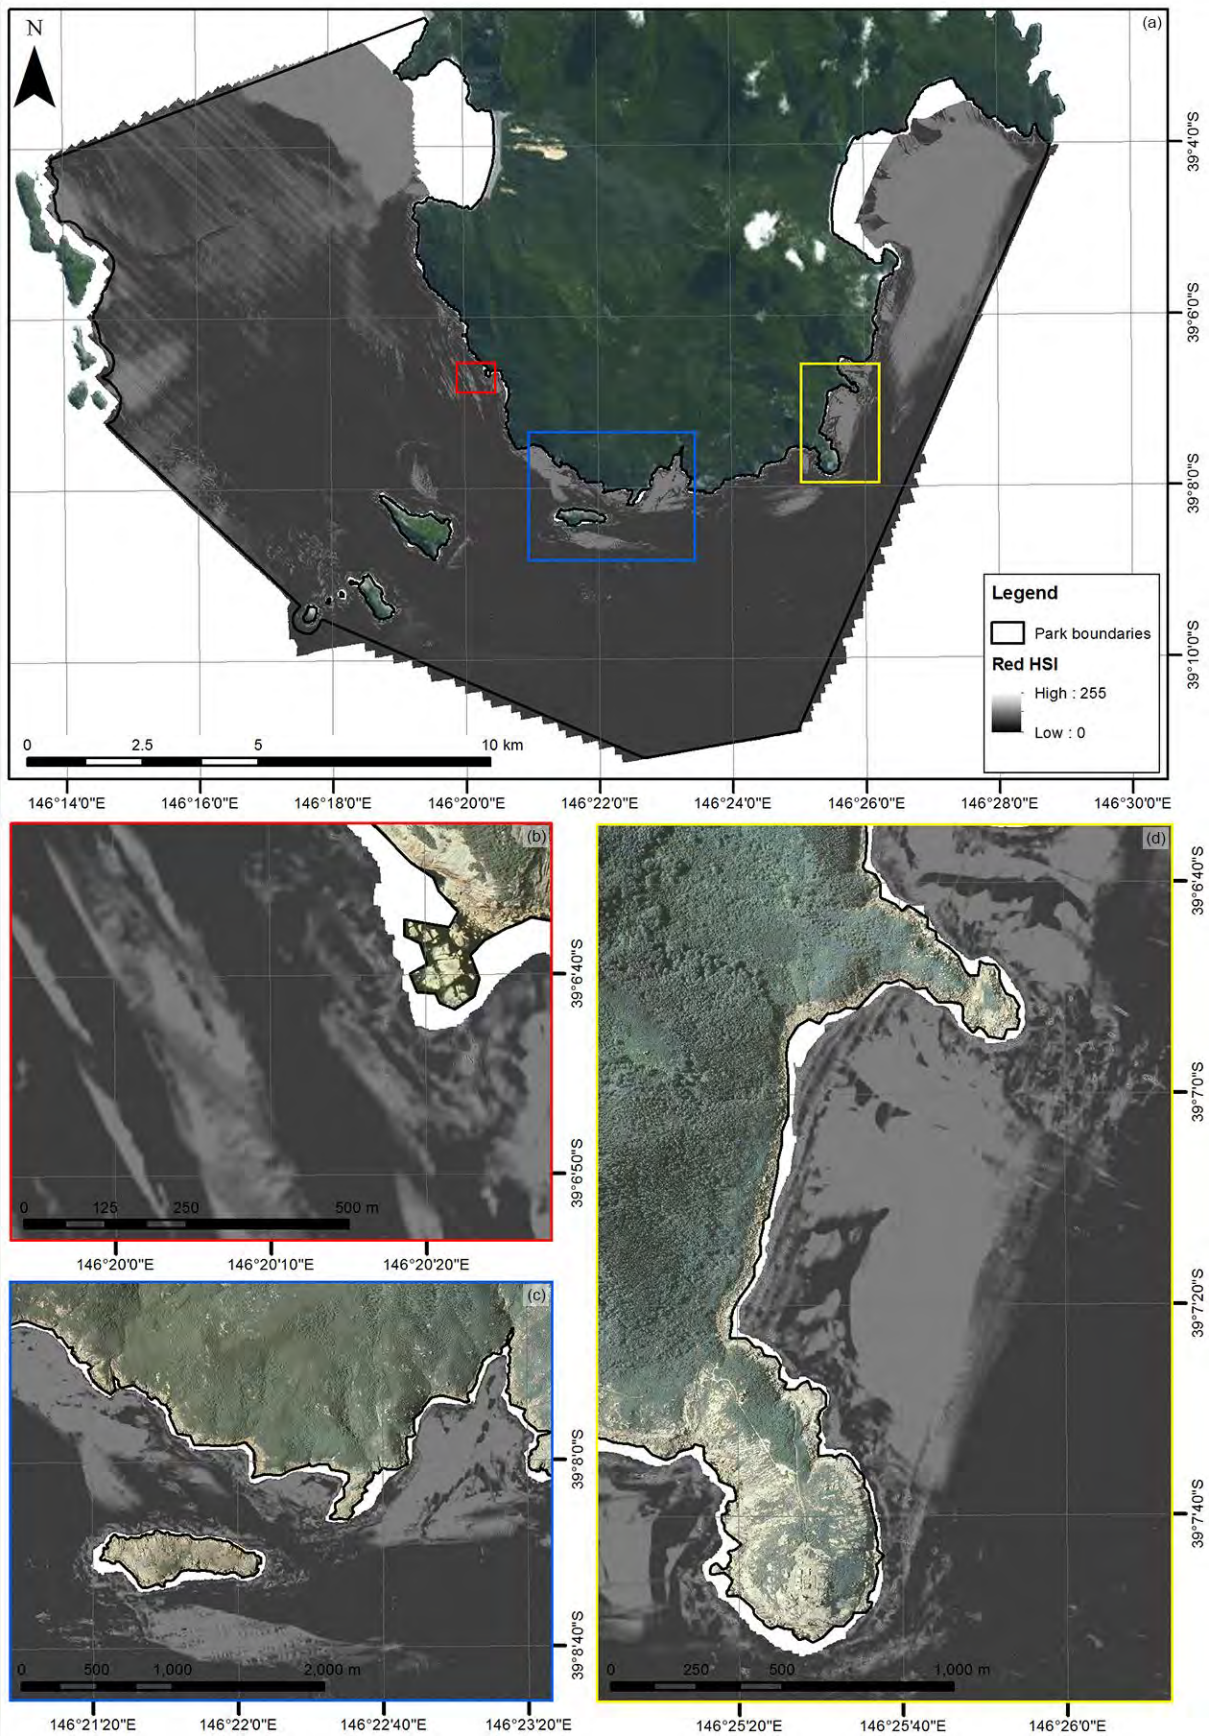 N
(a)
39°4'0"S
39°6'0"S
39°8'0"S
39°10'0"S
Legend
Park boundaries
Red HSI
High : 255
Low : 0
0 2.5 5 10 km
146°14'0"E 146°16'0"E 146°18'0"E 146°20'0"E 146°22'0"E 146°24'0"E 146°26'0"E 146°28'0"E 146°30'0"E
(b)
39°6'40"S
39°6'50"S
0 125 250 500 m
146°20'0"E 146°20'10"E 146°20'20"E
(c)
39°8'0"S
39°8'40"S
0 500 1,000 2,000 m
146°21'20"E 146°22'0"E 146°22'40"E 146°23'20"E
(d)
39°6'40"S
39°7'0"S
39°7'20"S
39°7'40"S
0 250 500 1,000 m
146°25'20"E 146°25'40"E 146°26'0"E